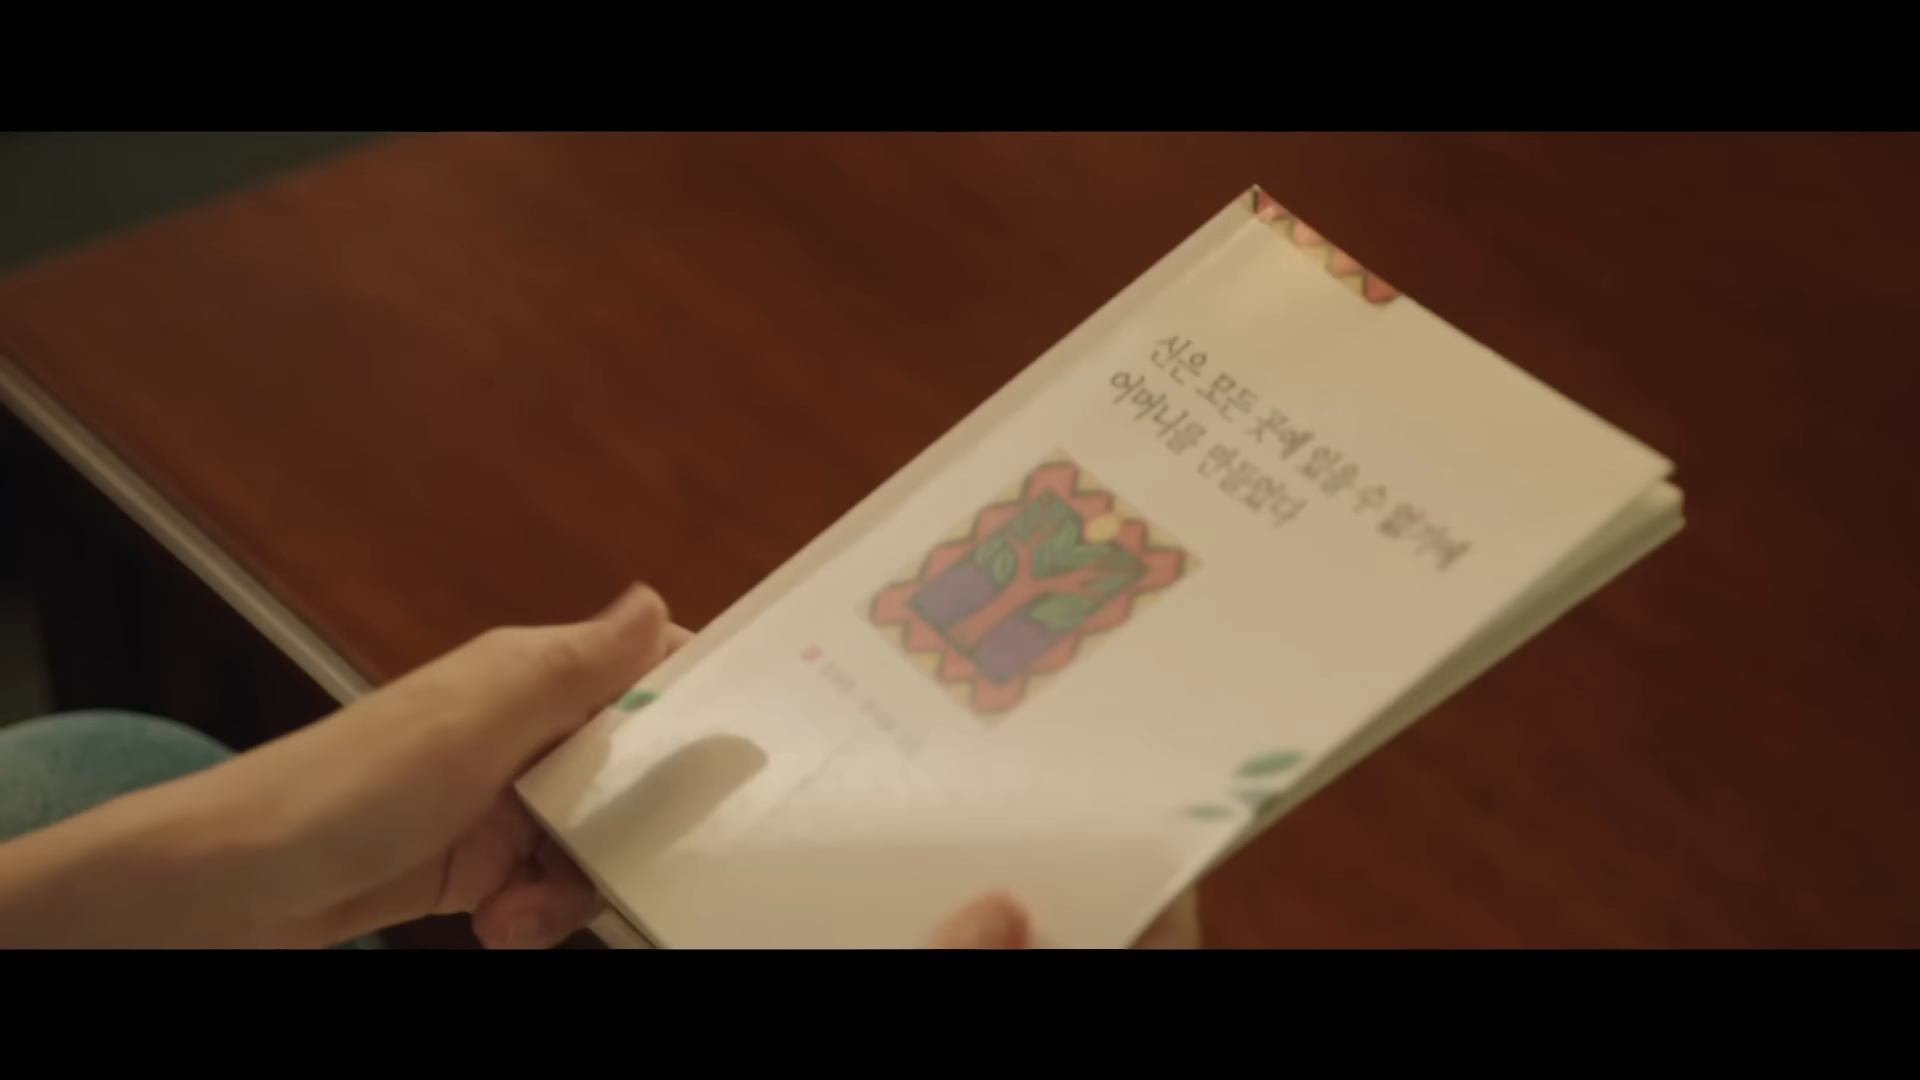 신은 모든 곳에 있을 수 없기에
어머니를 만들었다